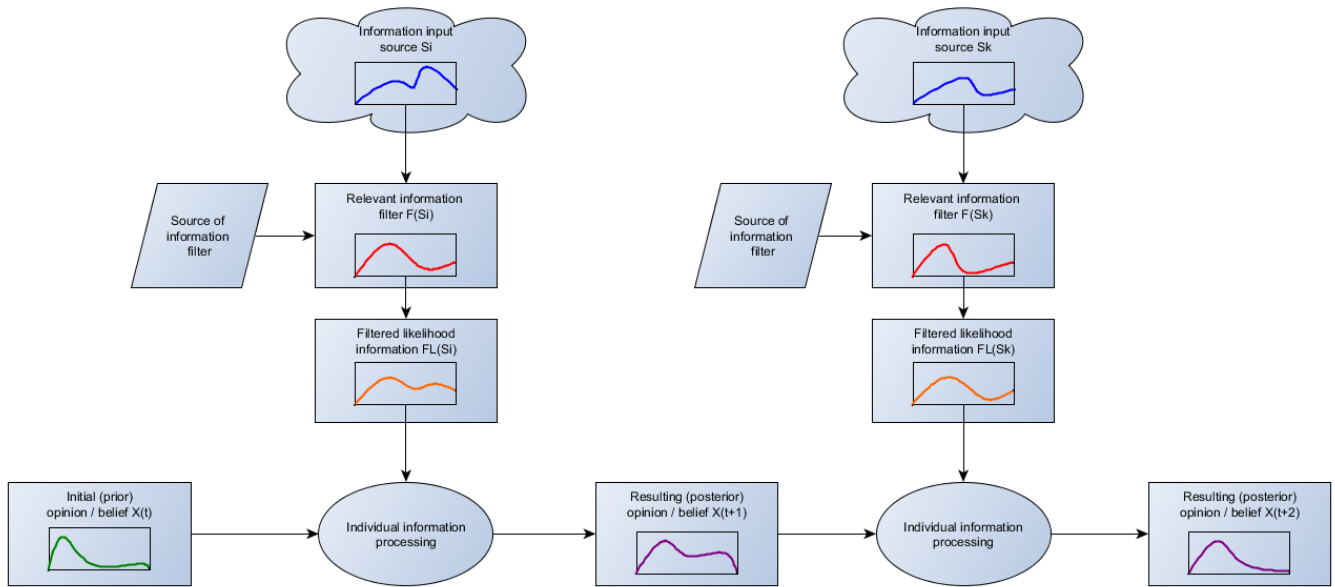 Information input
source Si
Information input
source Sk
Source of
information
filter
Relevant information
filter F(Si)
Source of
information
filter
Relevant information
filter F(Sk)
Filtered likelihood
information FL(Si)
Filtered likelihood
information FL(Sk)
Initial (prior)
opinion / belief X(t)
Individual information
processing
Resulting (posterior)
opinion / belief X(t+1)
Individual information
processing
Resulting (posterior)
opinion / belief X(t+2)